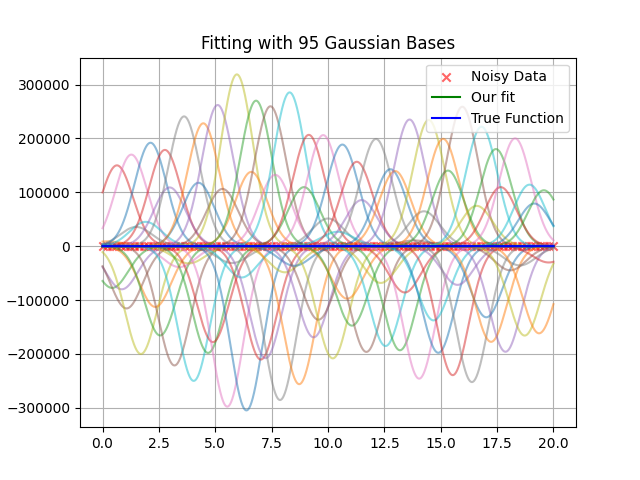 Fitting with 95 Gaussian Bases
Noisy Data
Our fit
True Function
300000
200000
100000
0
−100000
−200000
−300000
0.0 2.5 5.0 7.5 10.0 12.5 15.0 17.5 20.0